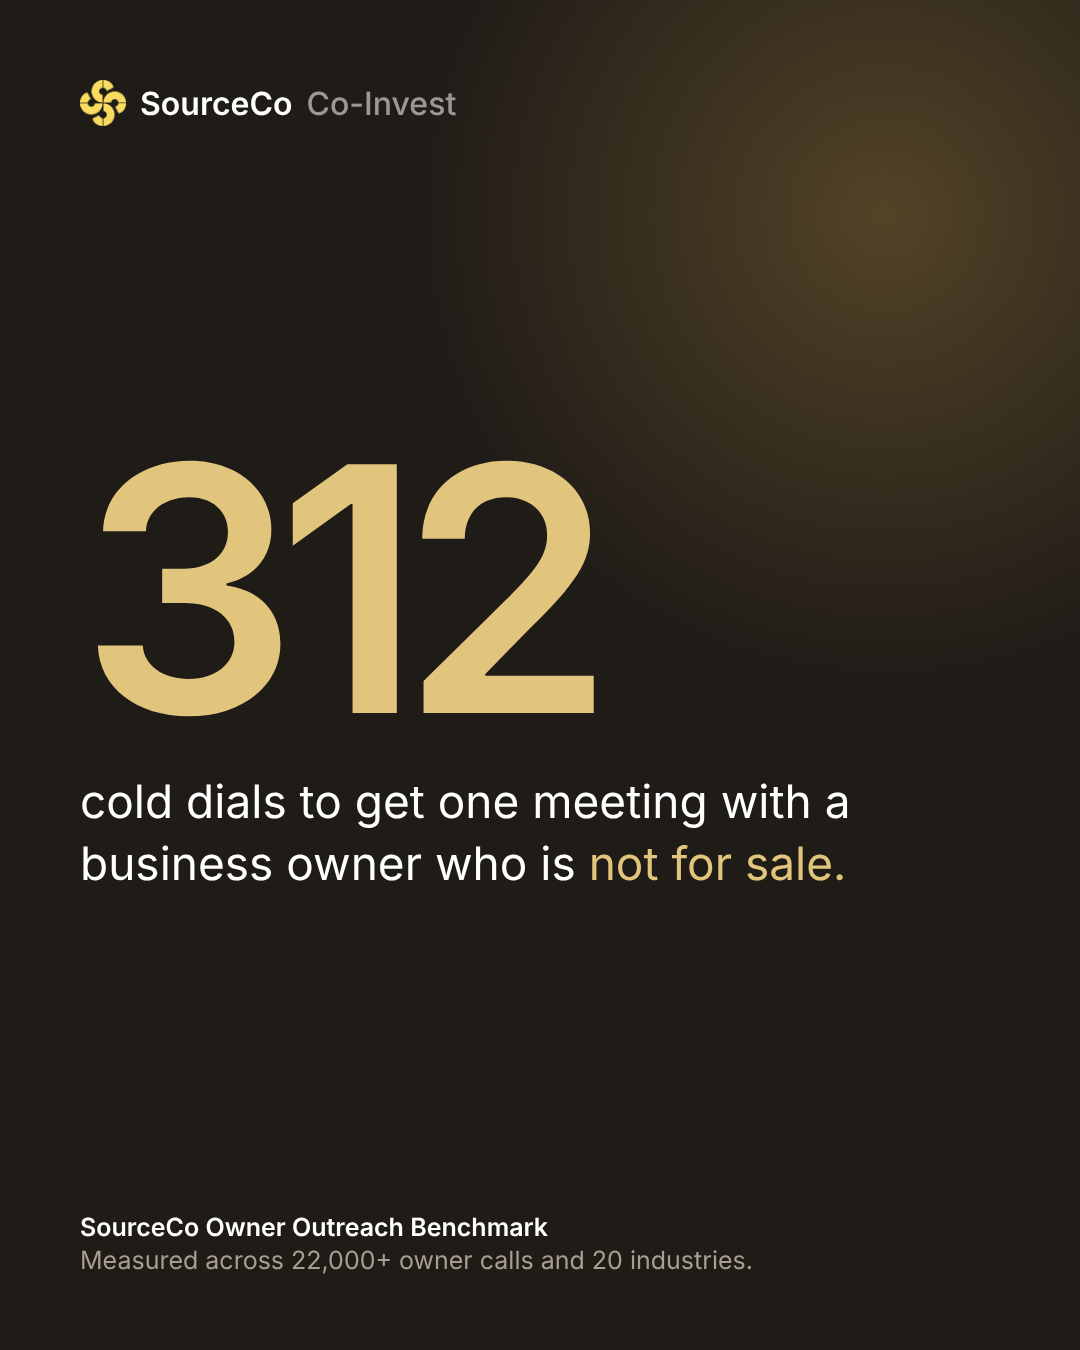 SourceCo Co-Invest
312
cold dials to get one meeting with a
business owner who is not for sale.
SourceCo Owner Outreach Benchmark
Measured across 22,000+ owner calls and 20 industries.